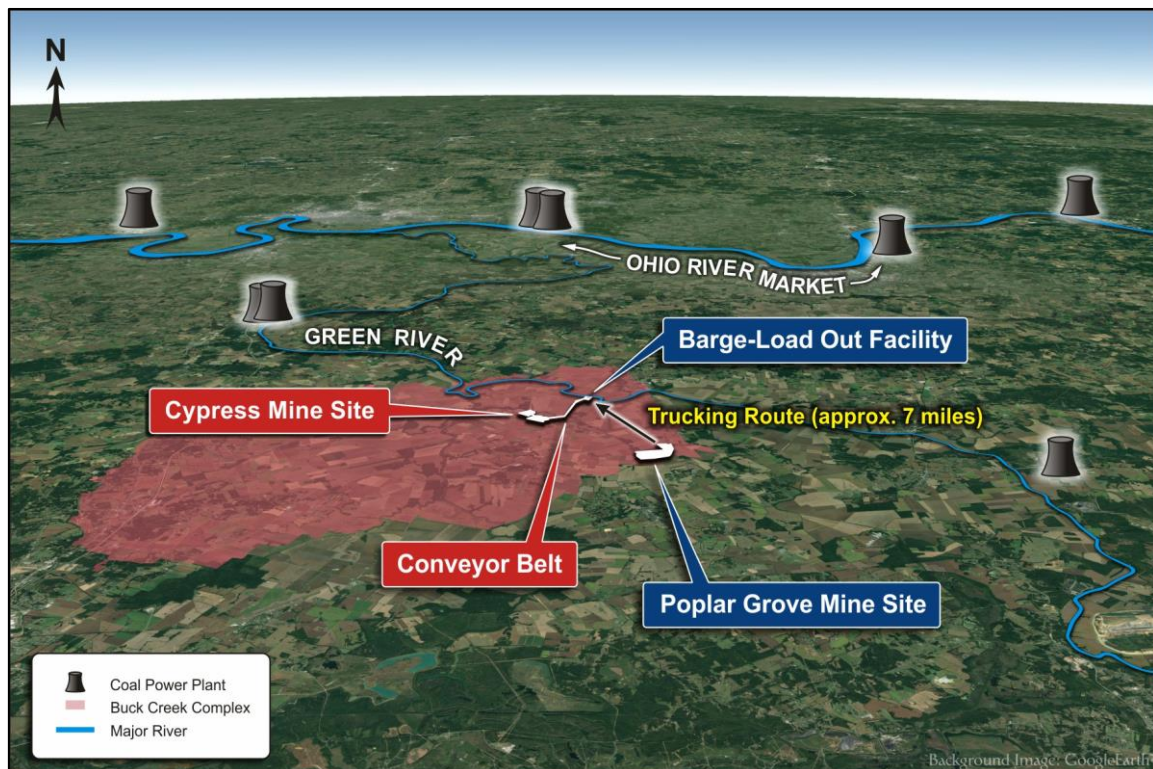 N
OHIO RIVER MARKET
GREEN RIVER
Barge-Load Out Facility
Cypress Mine Site
Trucking Route (approx. 7 miles)
Conveyor Belt
Poplar Grove Mine Site
Coal Power Plant
Buck Creek Complex
Major River
Background Image: GoogleEarth